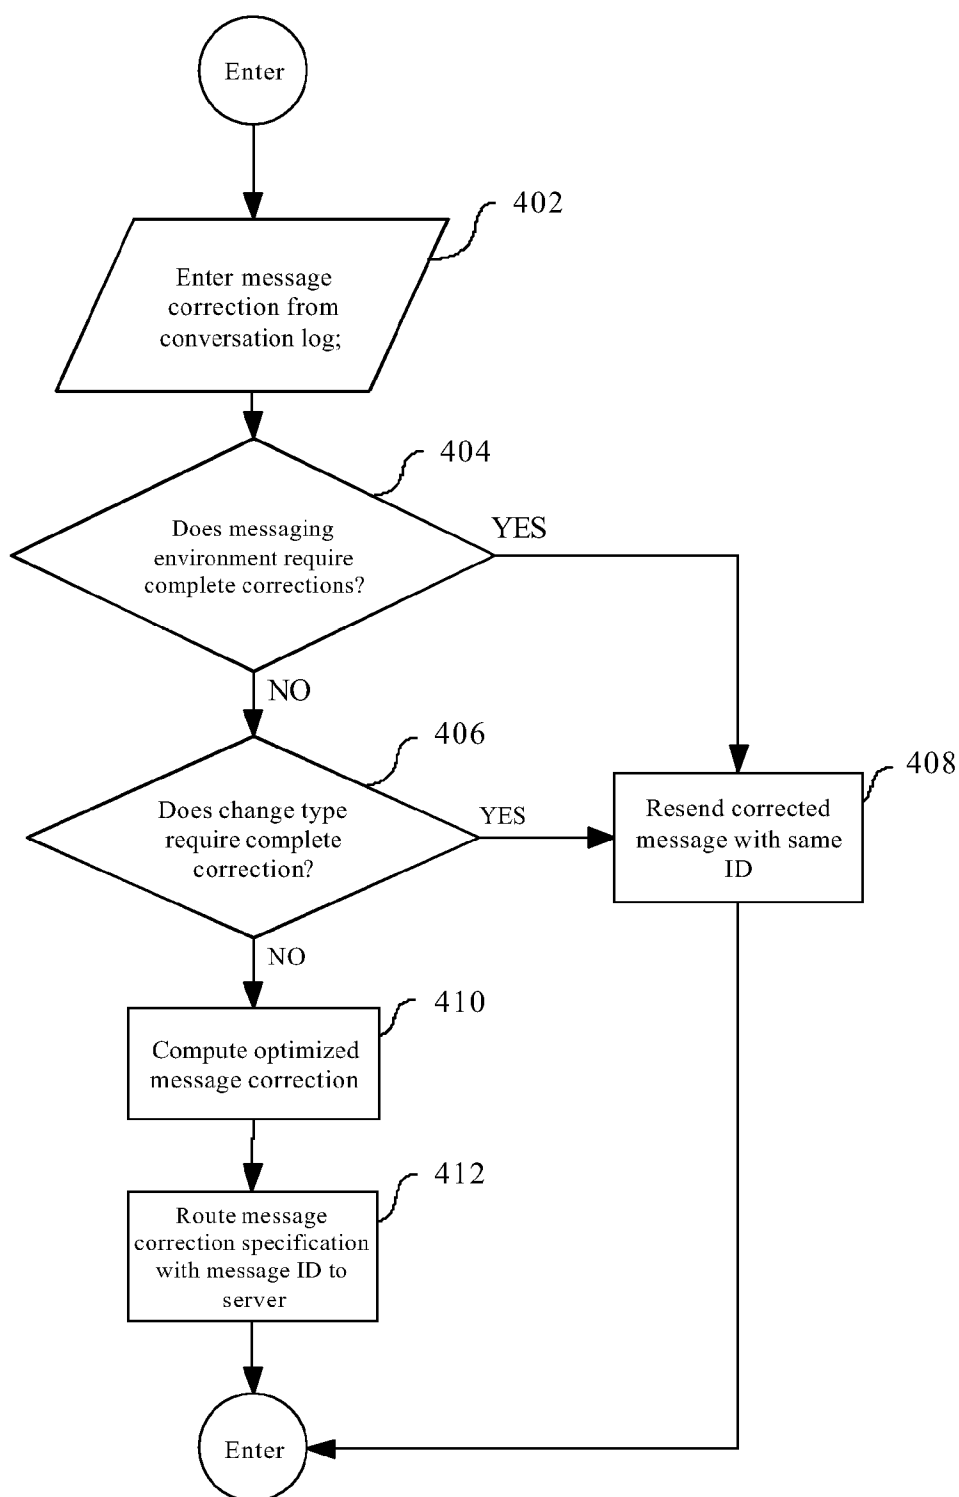 Enter
402
Enter message
correction from
conversation log;
404
Does messaging
environment require
complete corrections?
YES
NO
406
Does change type
require complete
correction?
YES
408
Resend corrected
message with same
ID
NO
410
Compute optimized
message correction
412
Route message
correction specification
with message ID to
server
Enter